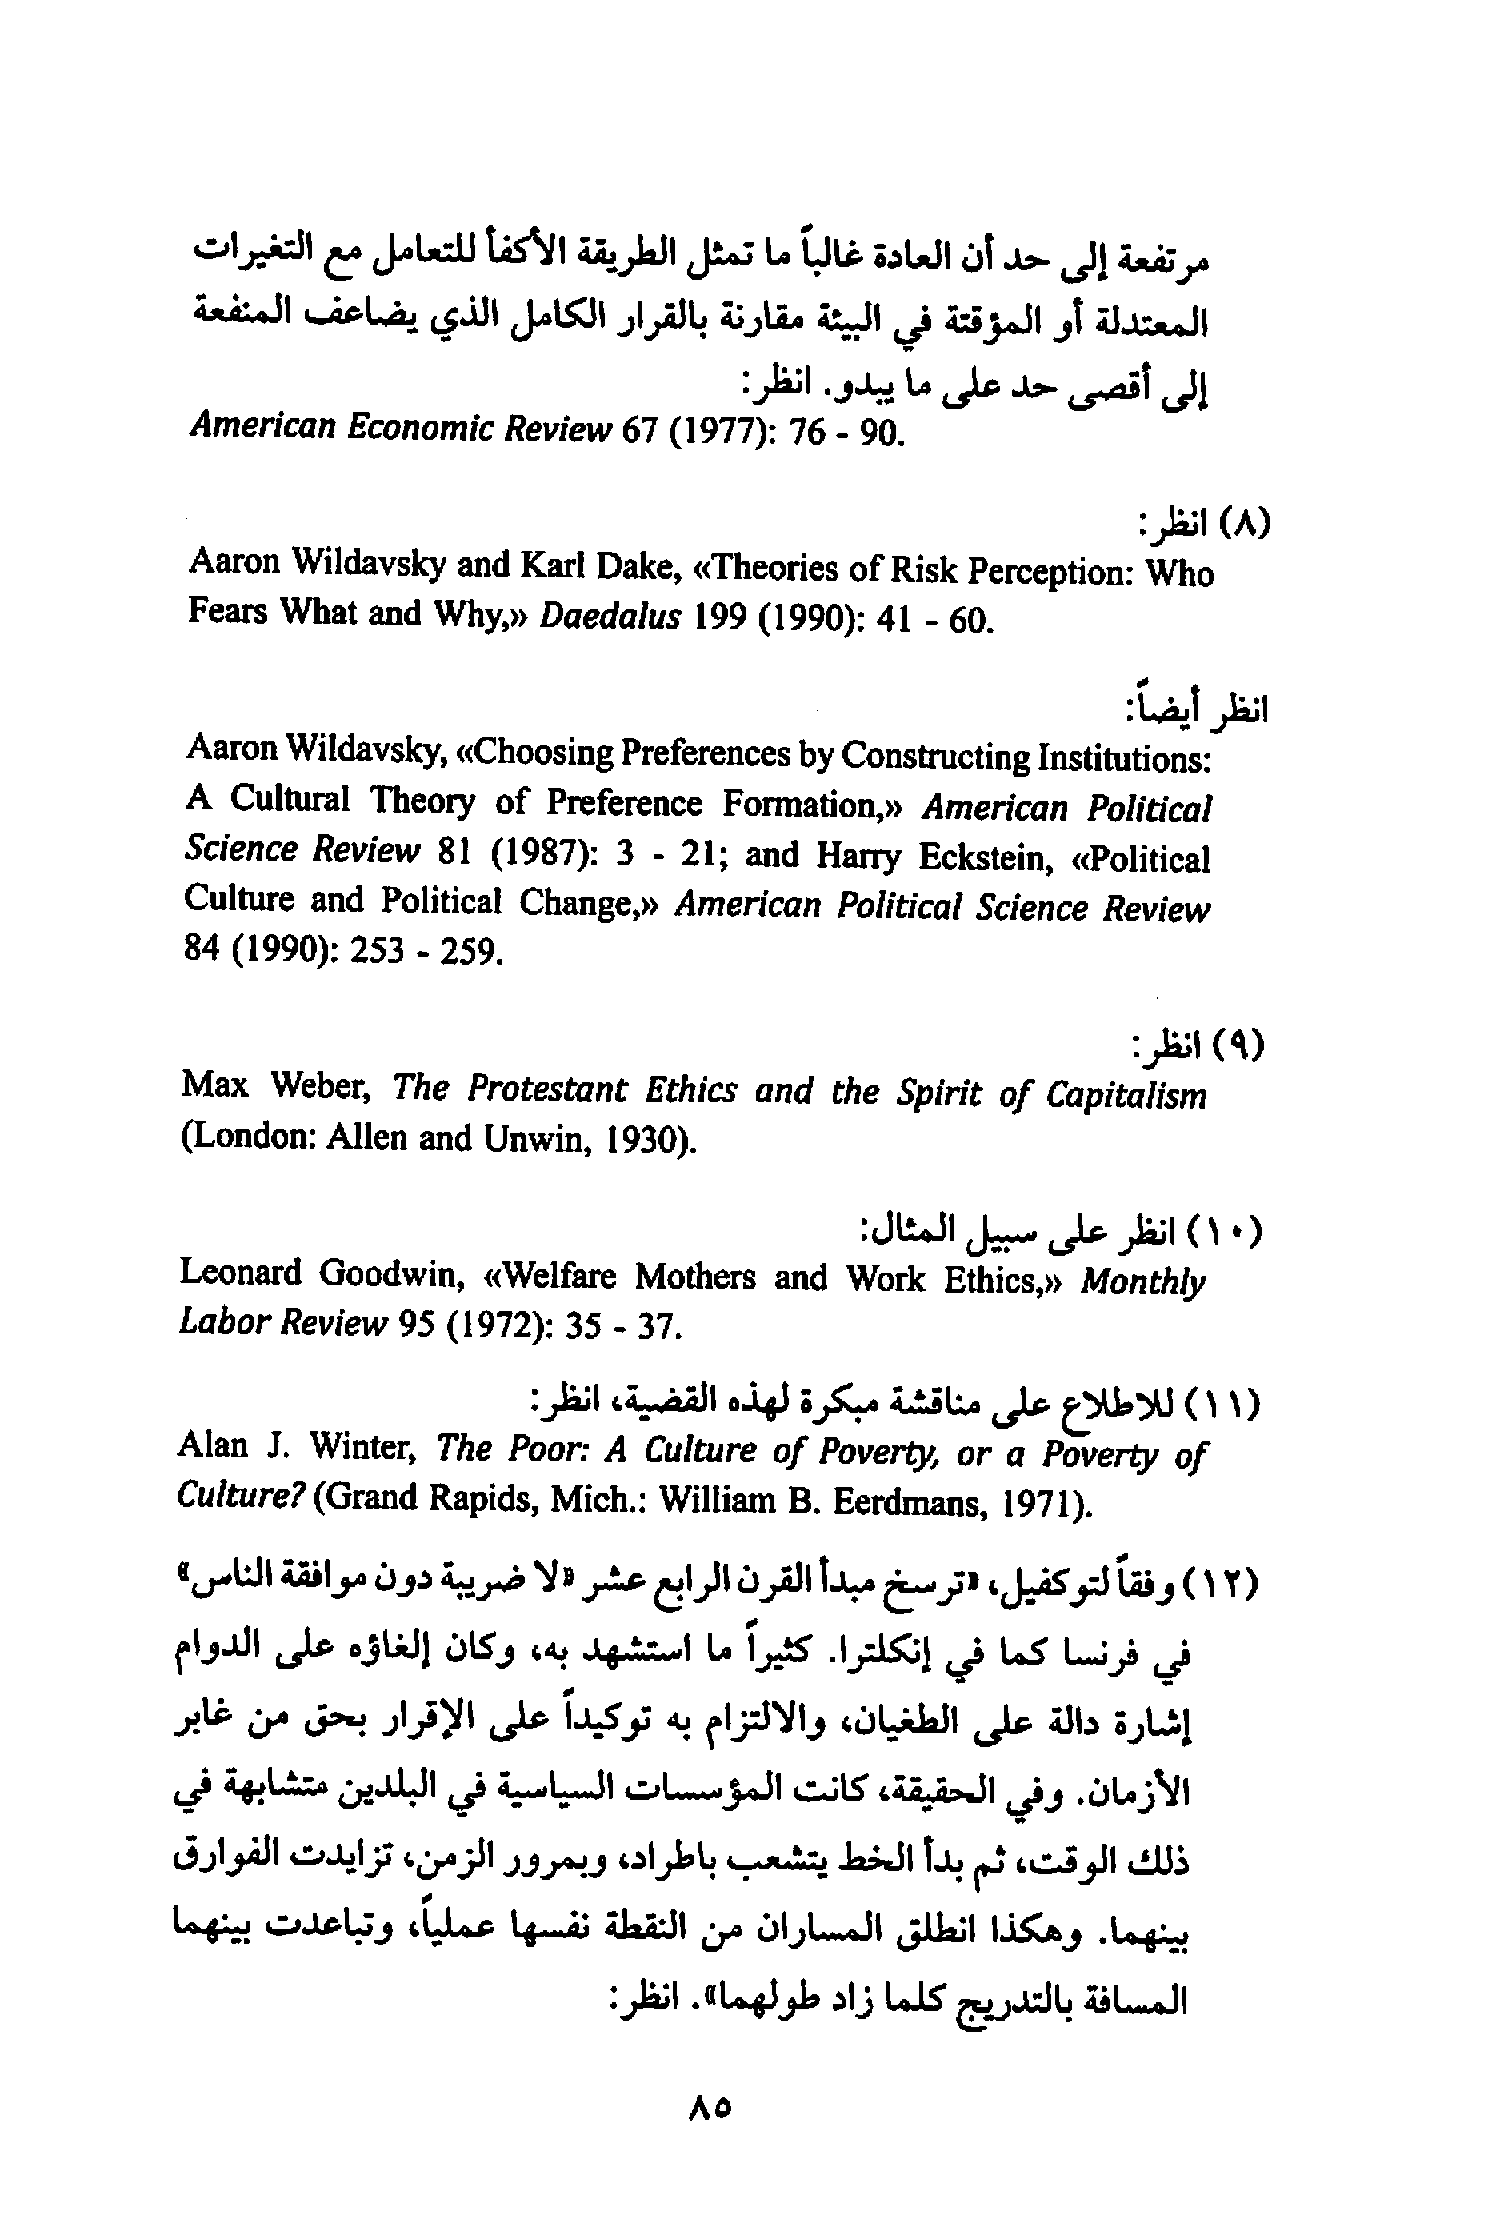 مرتفعة إلى حد أن العادة غالباً ما تمثل الطريقة الأكفأ للتعامل مع التغيرات
المعتدلة أو المؤقتة في البيئة مقارنة بالقرار الكامل الذي يضاعف المنفعة
إلى أقصى حد على ما يبدو. انظر:
American Economic Review 67 (1977): 76 - 90.
(٨) انظر:
Aaron Wildavsky and Karl Dake, «Theories of Risk Perception: Who
Fears What and Why,» Daedalus 199 (1990): 41 - 60.
انظر أيضاً:
Aaron Wildavsky, «Choosing Preferences by Constructing Institutions:
A Cultural Theory of Preference Formation,» American Political
Science Review 81 (1987): 3 - 21; and Harry Eckstein, «Political
Culture and Political Change,» American Political Science Review
84 (1990): 253 - 259.
(٩) انظر:
Max Weber, The Protestant Ethics and the Spirit of Capitalism
(London: Allen and Unwin, 1930).
(١٠) انظر على سبيل المثال:
Leonard Goodwin, «Welfare Mothers and Work Ethics,» Monthly
Labor Review 95 (1972): 35 - 37.
(١١) للاطلاع على مناقشة مبكرة لهذه القضية، انظر:
Alan J. Winter, The Poor: A Culture of Poverty, or a Poverty of
Culture? (Grand Rapids, Mich.: William B. Eerdmans, 1971).
(١٢) وفقاً لتوكفيل، «ترسخ مبدأ القرن الرابع عشر «لا ضريبة دون موافقة الناس»
في فرنسا كما في إنكلترا. كثيراً ما استشهد به، وكان إلغاؤه على الدوام
إشارة دالة على الطغيان، والالتزام به توكيداً على الإقرار بحق من غابر
الأزمان. وفي الحقيقة، كانت المؤسسات السياسية في البلدين متشابهة في
ذلك الوقت، ثم بدأ الخط يتشعب باطراد، وبمرور الزمن، تزايدت الفوارق
بينهما. وهكذا انطلق المساران من النقطة نفسها عملياً، وتباعدت بينهما
المسافة بالتدريج كلما زاد طولهما». انظر:
٨٥